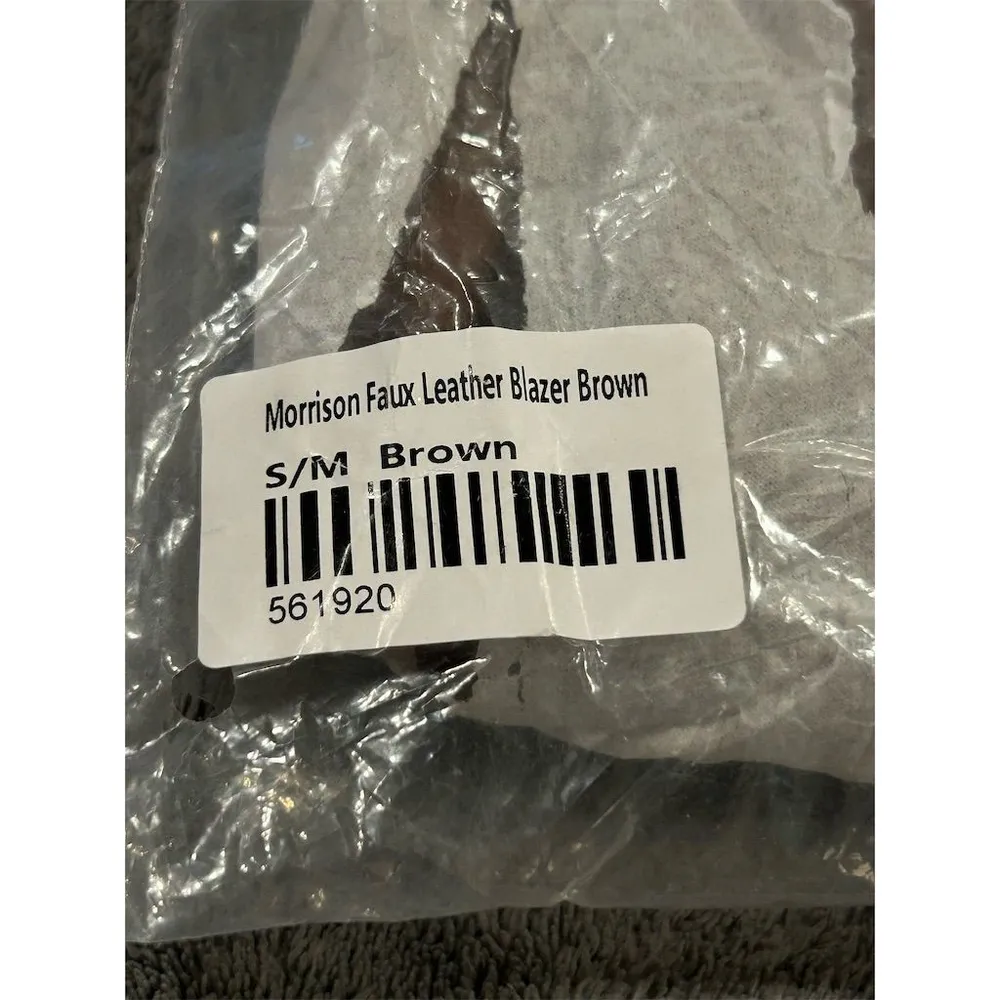 Morrison Faux Leather Blazer Brown
S/M Brown
561920